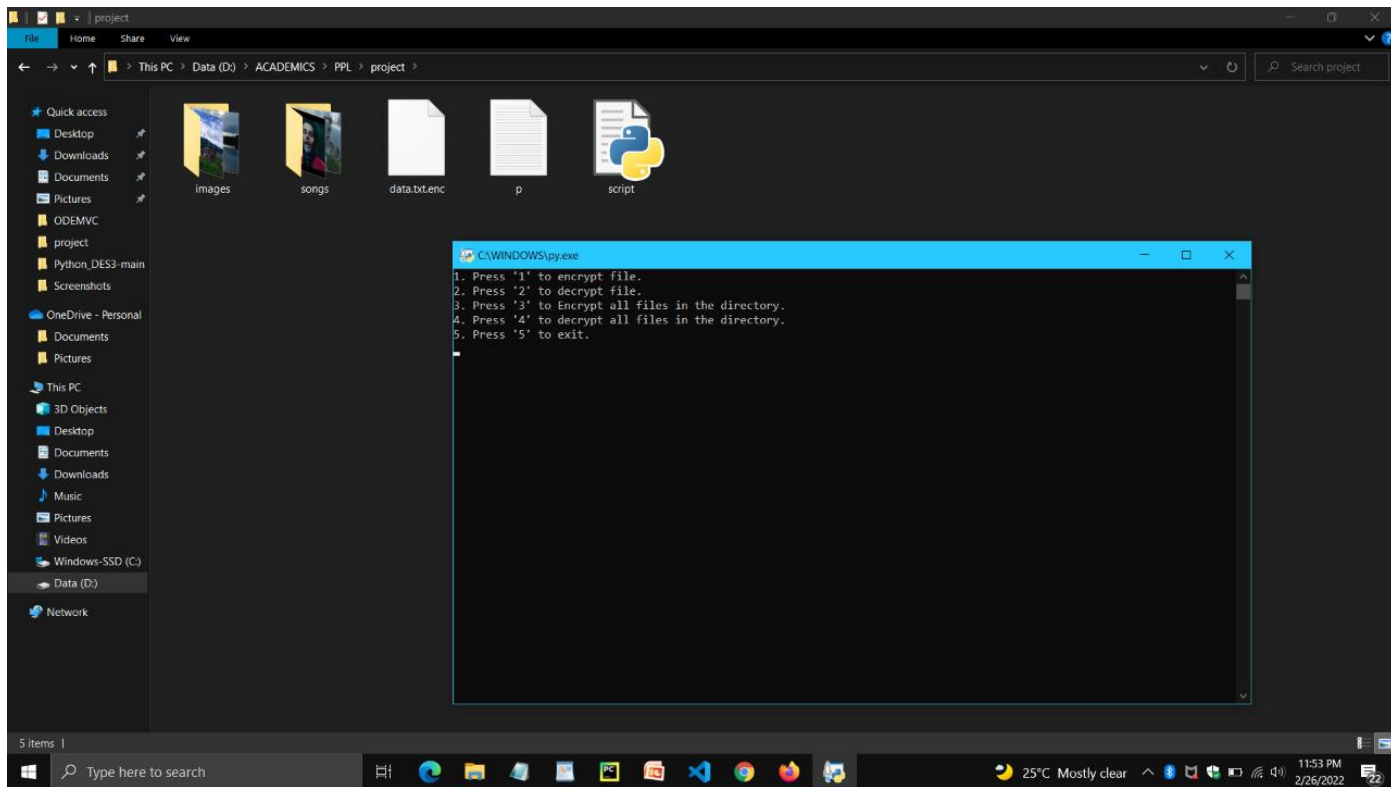 project
File Home Share View
This PC > Data (D:) > ACADEMICS > PPL > project >
Search project
Quick access
Desktop
Downloads
Documents
Pictures
ODEMVC
project
Python_DES3-main
Screenshots
OneDrive - Personal
Documents
Pictures
This PC
3D Objects
Desktop
Documents
Downloads
Music
Pictures
Videos
Windows-SSD (C:)
Data (D:)
Network
images songs data.txt.enc p script
C:\WINDOWS\py.exe
1. Press '1' to encrypt file.
2. Press '2' to decrypt file.
3. Press '3' to Encrypt all files in the directory.
4. Press '4' to decrypt all files in the directory.
5. Press '5' to exit.
5 items
Type here to search
PC
25°C Mostly clear
11:53 PM
2/26/2022
22